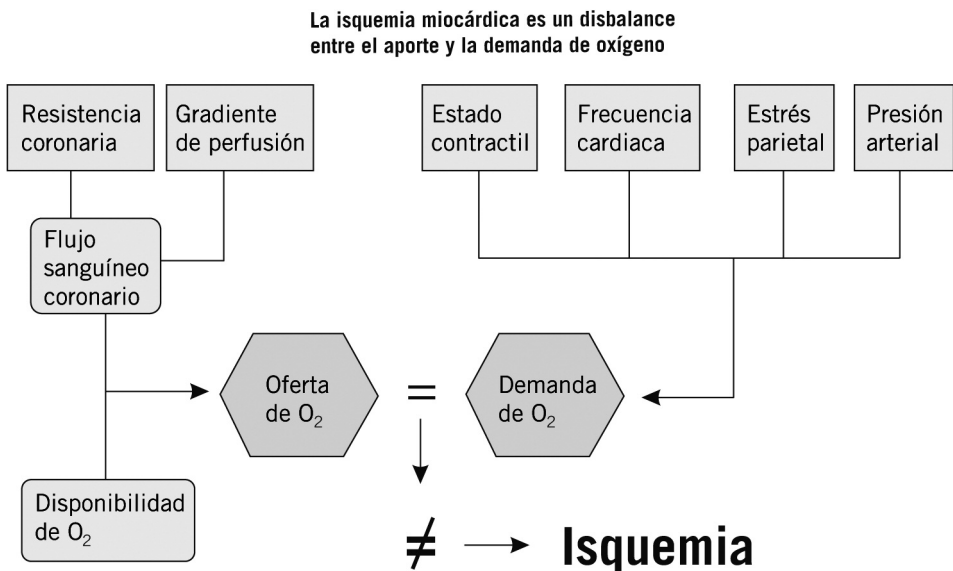 La isquemia miocárdica es un disbalance
entre el aporte y la demanda de oxígeno
Resistencia
coronaria
Gradiente
de perfusión
Estado
contractil
Frecuencia
cardiaca
Estrés
parietal
Presión
arterial
Flujo
sanguíneo
coronario
Oferta
de O₂
=
Demanda
de O₂
Disponibilidad
de O₂
≠
Isquemia